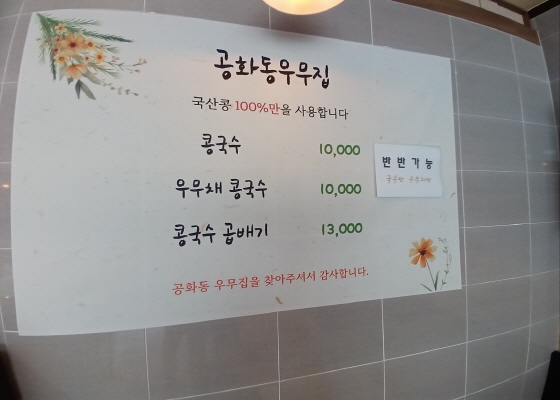 공화동우무집
국산콩 100%만을 사용합니다
콩국수 10,000
우무채 콩국수 10,000
콩국수 곱배기 13,000
반반가능
공화동 우무집을 찾아주셔서 감사합니다.